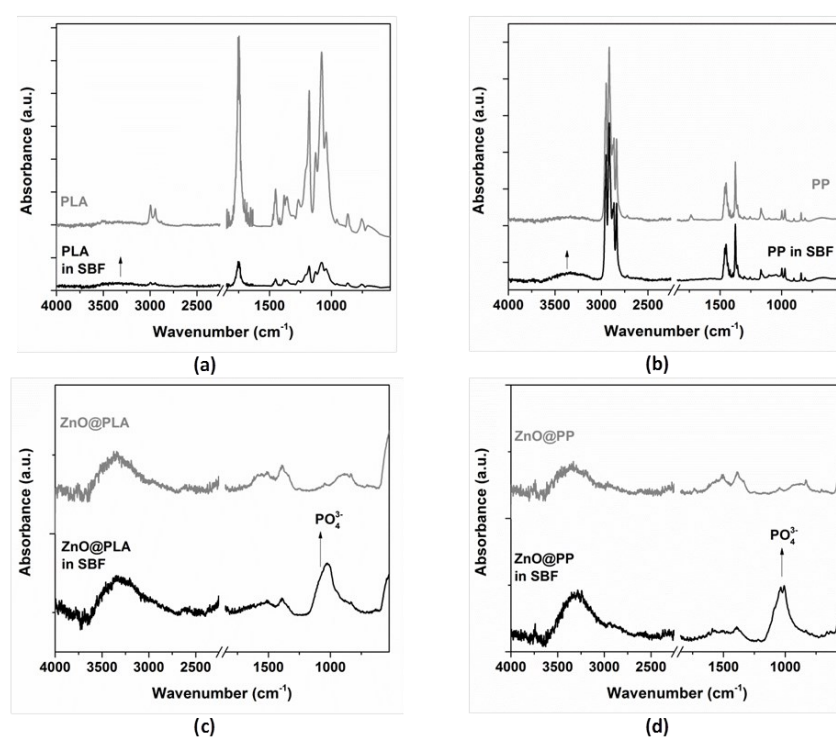 Absorbance (a.u.)
PLA
PLA
in SBF
4000 3500 3000 2500 1500 1000 500
Wavenumber (cm-1)
(a)
Absorbance (a.u.)
PP
PP in SBF
4000 3500 3000 2500 1500 1000 500
Wavenumber (cm-1)
(b)
Absorbance (a.u.)
ZnO@PLA
PO₄³⁻
ZnO@PLA
in SBF
4000 3500 3000 2500 1500 1000
Wavenumber (cm-1)
(c)
Absorbance (a.u.)
ZnO@PP
PO₄³⁻
ZnO@PP
in SBF
4000 3500 3000 2500 1500 1000
Wavenumber (cm-1)
(d)